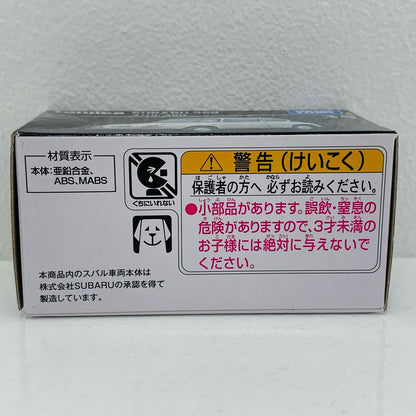 材質表示
本体:亜鉛合金、
ABS、MABS
くちにいれない
警告(けいこく)
保護者の方へ 必ずお読みください。
●小部品があります。誤飲・窒息の
危険がありますので、3才未満の
お子様には絶対に与えないで
ください。
本商品内のスバル車両本体は
株式会社SUBARUの承認を得て
製造しています。